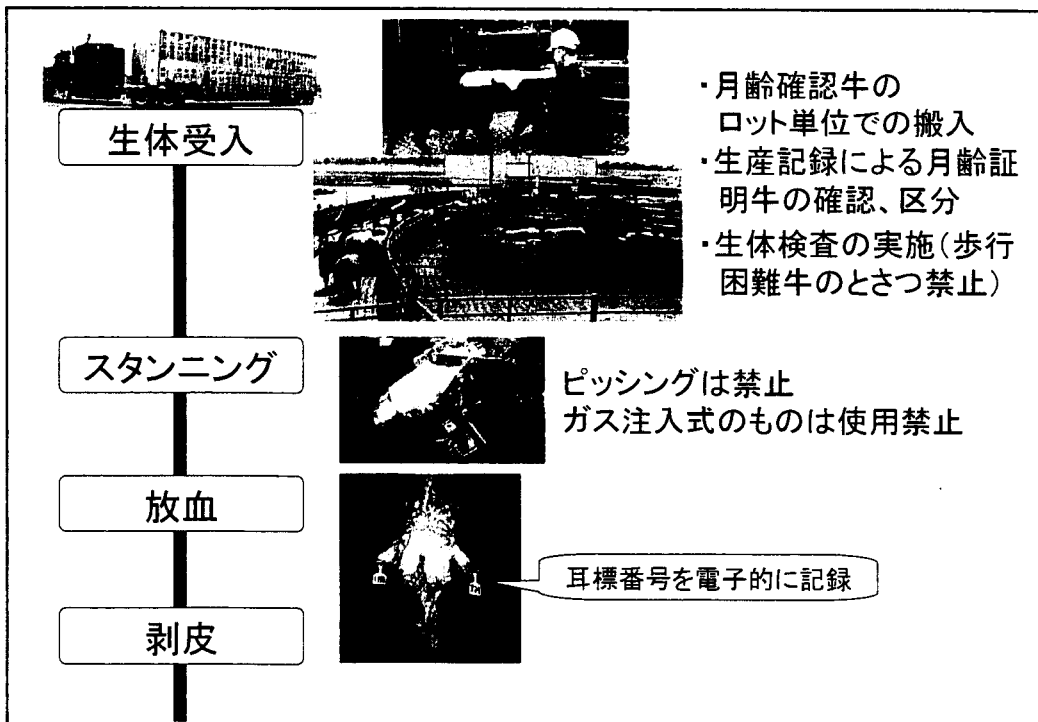 生体受入
・月齢確認牛の
ロット単位での搬入
・生産記録による月齢証
明牛の確認、区分
・生体検査の実施(歩行
困難牛のとさつ禁止)
スタンニング
ピッシングは禁止
ガス注入式のものは使用禁止
放血
耳標番号を電子的に記録
剥皮